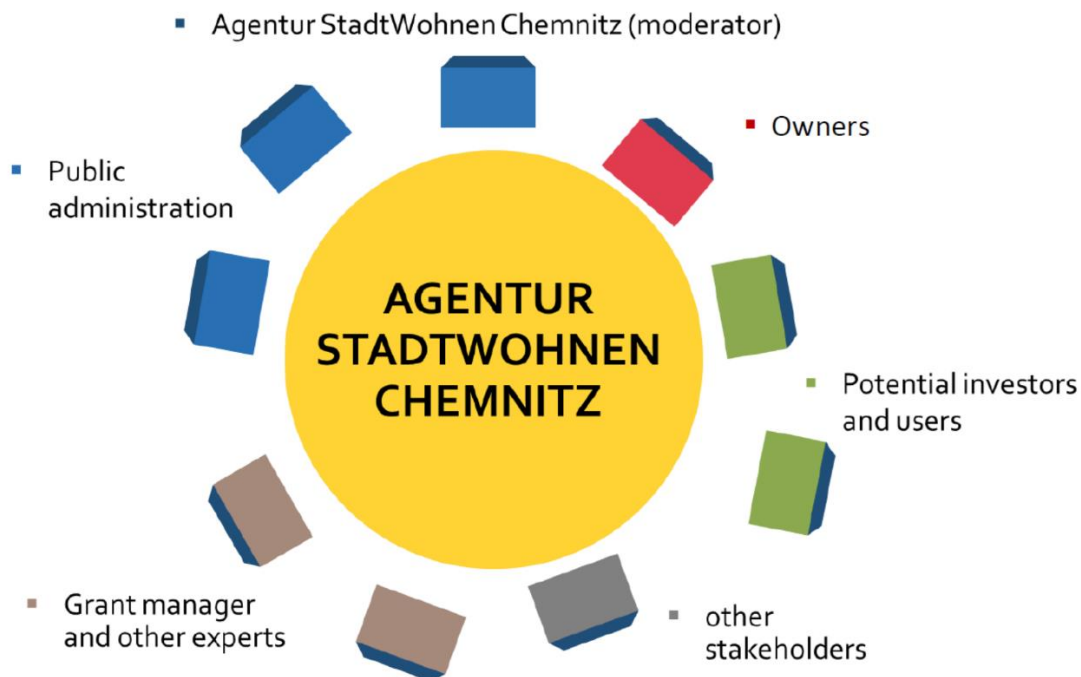 Agentur StadtWohnen Chemnitz (moderator)
Owners
Public
administration
AGENTUR
STADTWOHNEN
CHEMNITZ
Potential investors
and users
Grant manager
and other experts
other
stakeholders